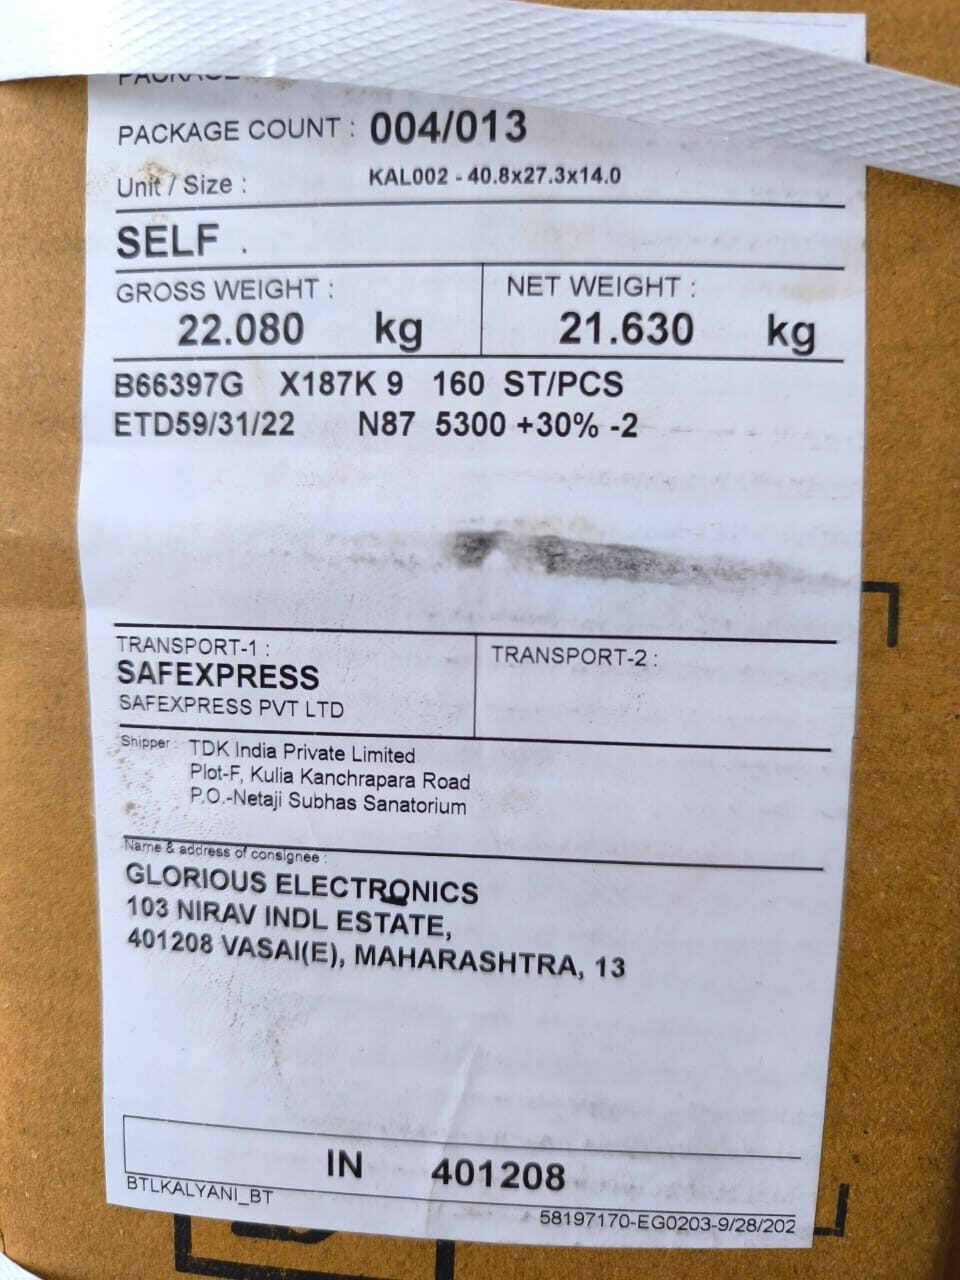 PACKAGE COUNT : 004/013
Unit / Size : KAL002 - 40.8x27.3x14.0
SELF .
GROSS WEIGHT : NET WEIGHT :
22.080 kg 21.630 kg
B66397G X187K 9 160 ST/PCS
ETD59/31/22 N87 5300 +30% -2
TRANSPORT-1 : TRANSPORT-2 :
SAFEXPRESS
SAFEXPRESS PVT LTD
Shipper : TDK India Private Limited
Plot-F, Kulia Kanchrapara Road
P.O.-Netaji Subhas Sanatorium
Name & address of consignee :
GLORIOUS ELECTRONICS
103 NIRAV INDL ESTATE,
401208 VASAI(E), MAHARASHTRA, 13
IN 401208
BTLKALYANI_BT
58197170-EG0203-9/28/202